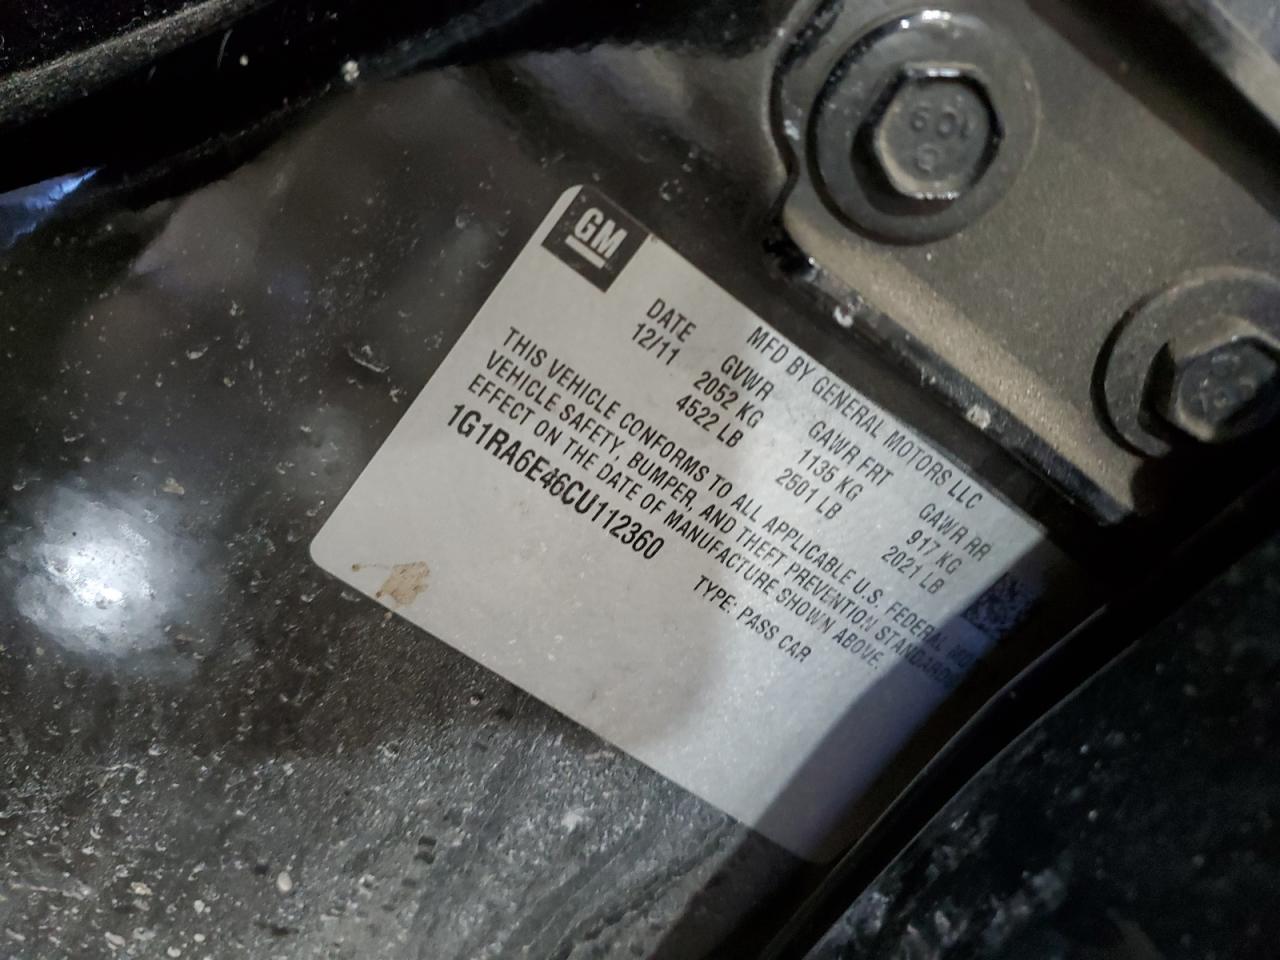 GM
MFD BY GENERAL MOTORS LLC
DATE GVWR GAWR FRT GAWR RR
12/11 2052 KG 1135 KG 917 KG
4522 LB 2501 LB 2021 LB
THIS VEHICLE CONFORMS TO ALL APPLICABLE U.S. FEDERAL
VEHICLE SAFETY, BUMPER, AND THEFT PREVENTION STANDARDS
EFFECT ON THE DATE OF MANUFACTURE SHOWN ABOVE.
1G1RA6E46CU112360 TYPE: PASS CAR
10.9